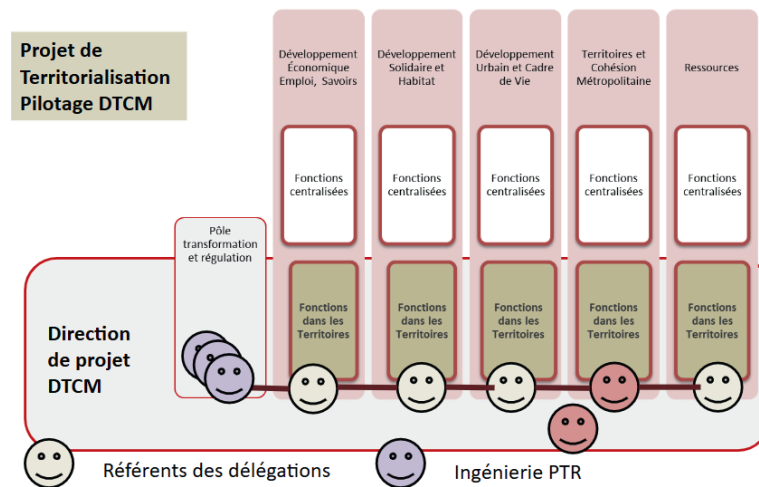 Projet de
Territorialisation
Pilotage DTCM
Développement
Économique
Emploi, Savoirs
Développement
Solidaire et
Habitat
Développement
Urbain et Cadre
de Vie
Territoires et
Cohésion
Métropolitaine
Ressources
Fonctions
centralisées
Fonctions
centralisées
Fonctions
centralisées
Fonctions
centralisées
Fonctions
centralisées
Pôle
transformation
et régulation
Direction
de projet
DTCM
Fonctions
dans les
Territoires
Fonctions
dans les
Territoires
Fonctions
dans les
Territoires
Fonctions
dans les
Territoires
Fonctions
dans les
Territoires
Référents des délégations
Ingénierie PTR